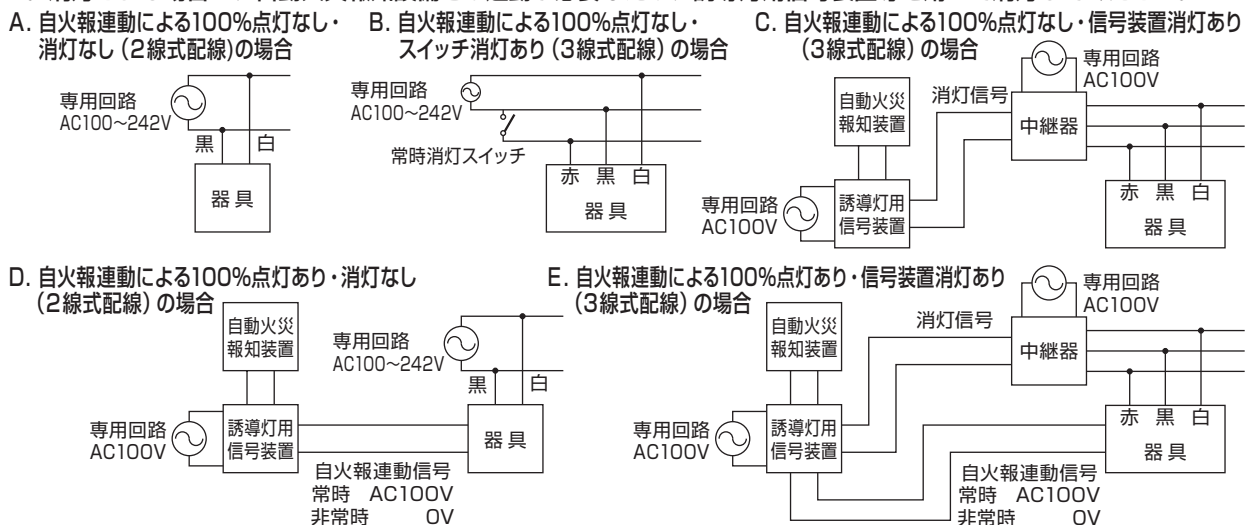 A. 自火報連動による100%点灯なし・
消灯なし（2線式配線)の場合
専用回路
AC100～242V
黒
白
器 具
B. 自火報連動による100%点灯なし・
スイッチ消灯あり（3線式配線）の場合
専用回路
AC100～242V
常時消灯スイッチ
赤 黒 白
器 具
C. 自火報連動による100%点灯なし・信号装置消灯あり
（3線式配線）の場合
専用回路
AC100V
自動火災
報知装置
消灯信号
中継器
専用回路
AC100V
誘導灯用
信号装置
赤 黒 白
器 具
D. 自火報連動による100%点灯あり・消灯なし
（2線式配線）の場合
自動火災
報知装置
専用回路
AC100～242V
黒
白
専用回路
AC100V
誘導灯用
信号装置
器 具
自火報連動信号
常時 AC100V
非常時 0V
E. 自火報連動による100%点灯あり・信号装置消灯あり
（3線式配線）の場合
専用回路
AC100V
自動火災
報知装置
消灯信号
中継器
専用回路
AC100V
誘導灯用
信号装置
赤 黒 白
器 具
自火報連動信号
常時 AC100V
非常時 0V